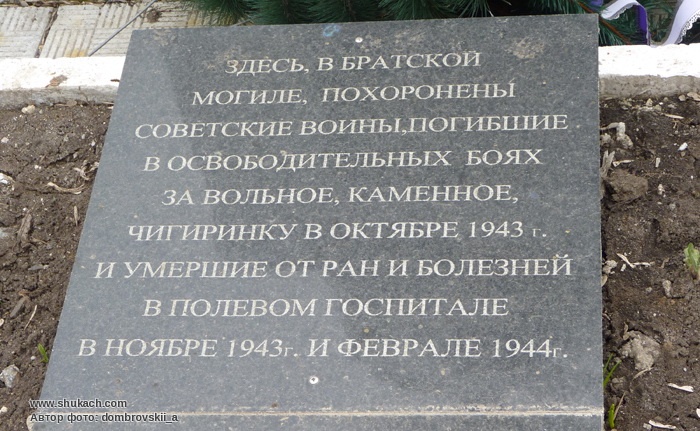 ЗДЕСЬ, В БРАТСКОЙ
МОГИЛЕ, ПОХОРОНЕНЫ
СОВЕТСКИЕ ВОИНЫ,ПОГИБШИЕ
В ОСВОБОДИТЕЛЬНЫХ БОЯХ
ЗА ВОЛЬНОЕ, КАМЕННОЕ,
ЧИГИРИНКУ В ОКТЯБРЕ 1943 г.
И УМЕРШИЕ ОТ РАН И БОЛЕЗНЕЙ
В ПОЛЕВОМ ГОСПИТАЛЕ
В НОЯБРЕ 1943г. И ФЕВРАЛЕ 1944г.
www.shukach.com
Автор фото: dombrovskii_a